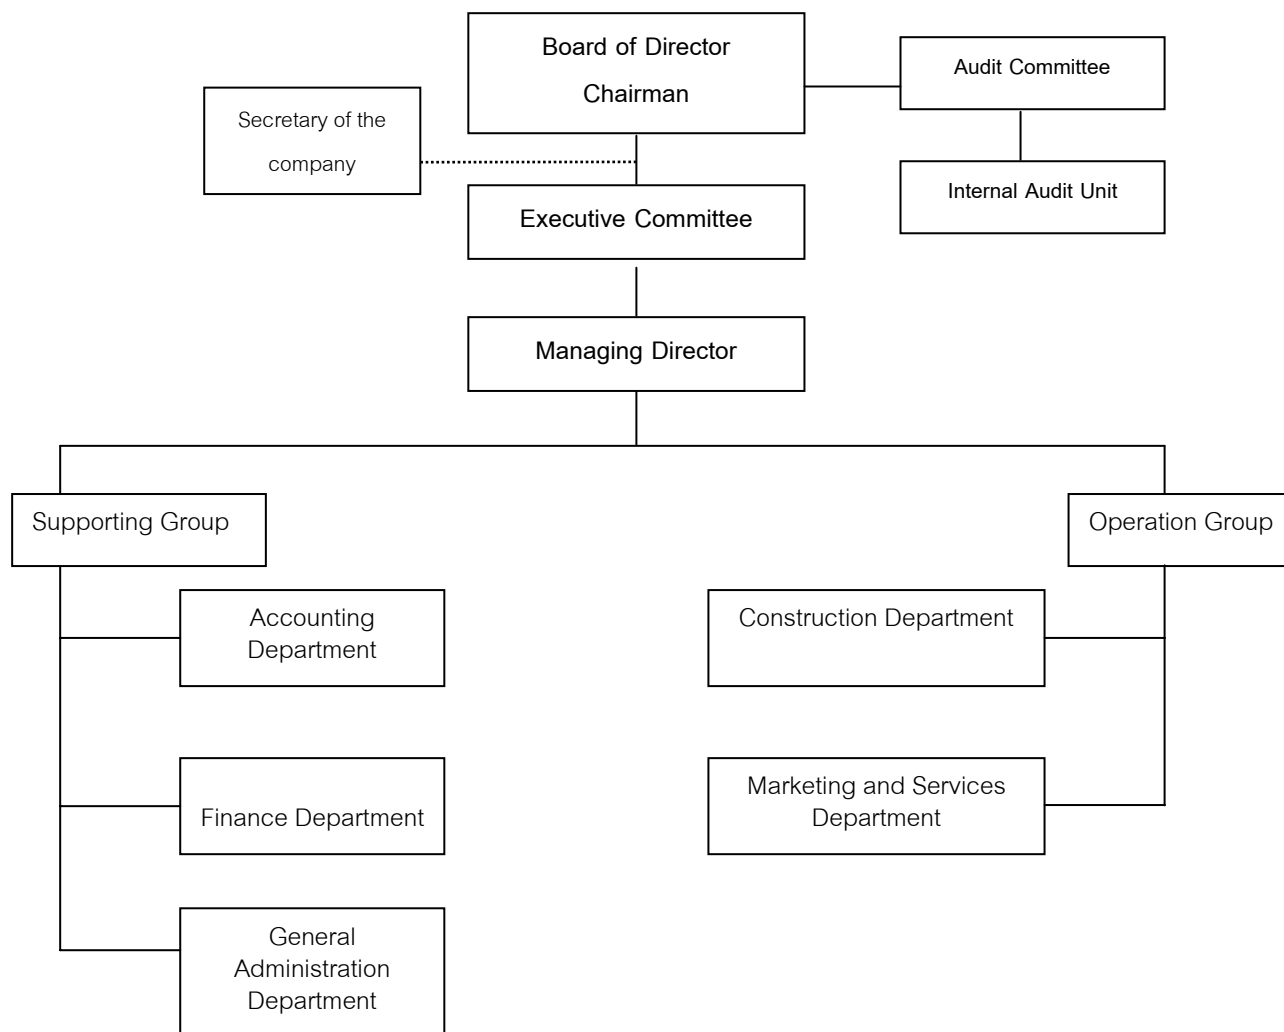 Board of Director
Chairman
Audit Committee
Secretary of the
company
Internal Audit Unit
Executive Committee
Managing Director
Supporting Group
Operation Group
Accounting
Department
Construction Department
Finance Department
Marketing and Services
Department
General
Administration
Department